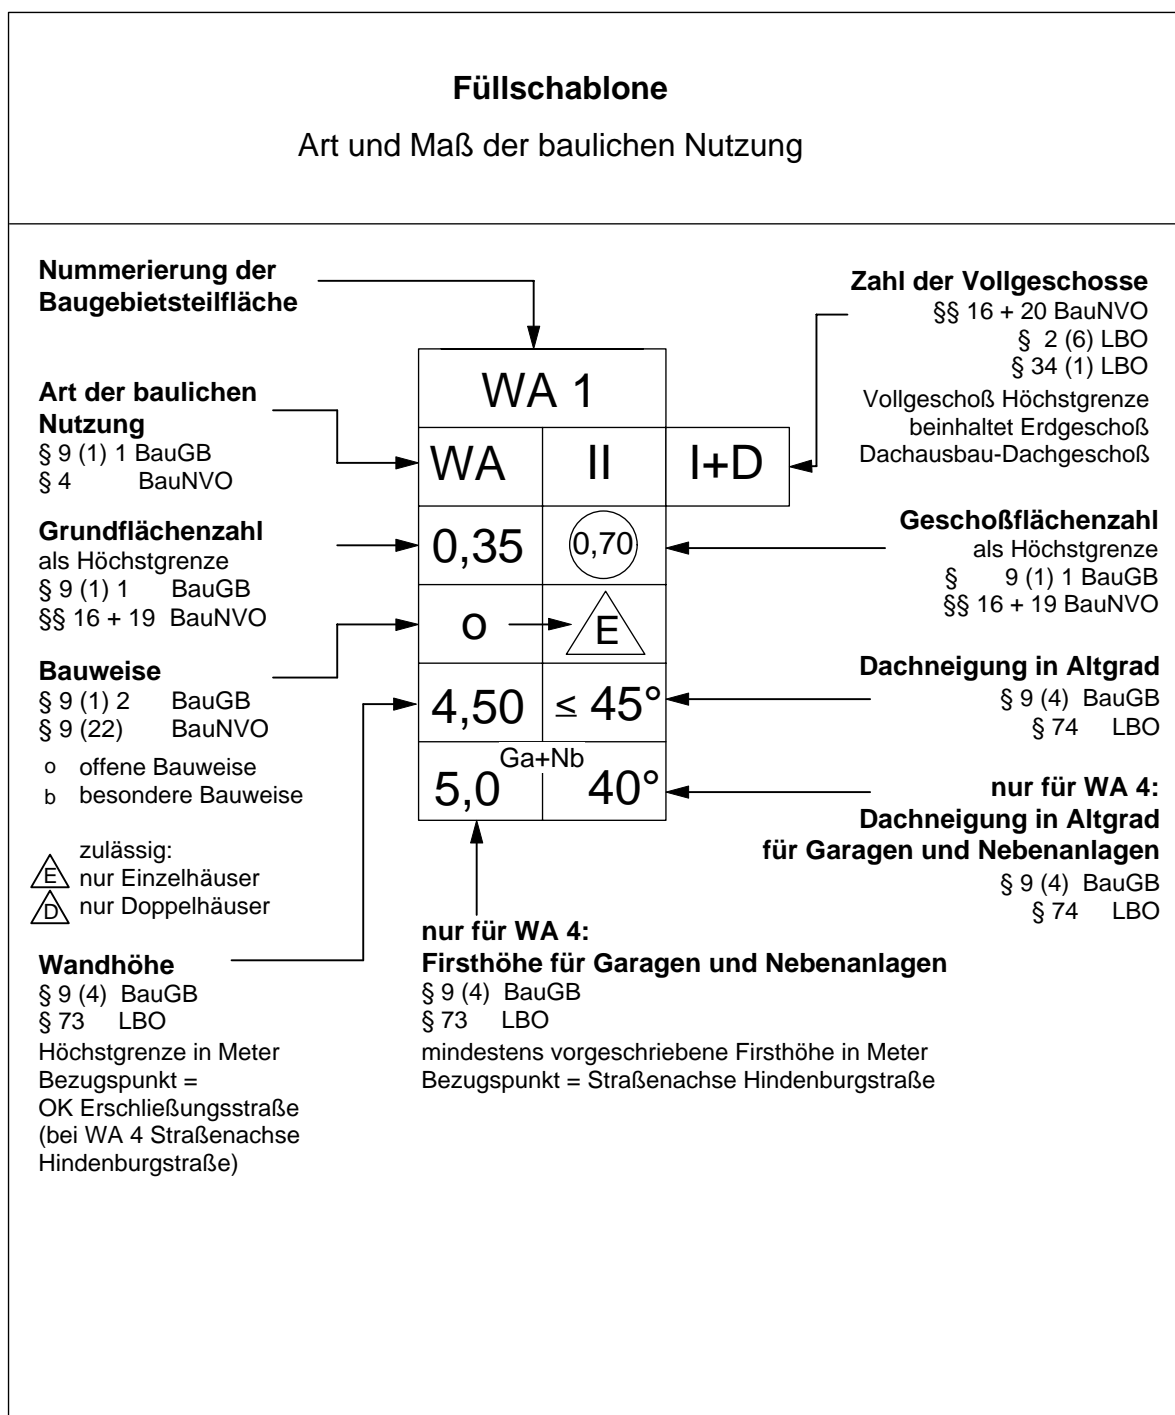 Füllschablone
Art und Maß der baulichen Nutzung
Nummerierung der
Baugebietsteilfläche
Art der baulichen
Nutzung
§ 9 (1) 1 BauGB
§ 4 BauNVO
Grundflächenzahl
als Höchstgrenze
§ 9 (1) 1 BauGB
§§ 16 + 19 BauNVO
Bauweise
§ 9 (1) 2 BauGB
§ 9 (22) BauNVO
o offene Bauweise
b besondere Bauweise
zulässig:
E nur Einzelhäuser
D nur Doppelhäuser
Wandhöhe
§ 9 (4) BauGB
§ 73 LBO
Höchstgrenze in Meter
Bezugspunkt =
OK Erschließungsstraße
(bei WA 4 Straßenachse
Hindenburgstraße)
WA 1
WA II I+D
0,35 0,70
o E
4,50 ≤ 45°
Ga+Nb
5,0 40°
nur für WA 4:
Firsthöhe für Garagen und Nebenanlagen
§ 9 (4) BauGB
§ 73 LBO
mindestens vorgeschriebene Firsthöhe in Meter
Bezugspunkt = Straßenachse Hindenburgstraße
Zahl der Vollgeschosse
§§ 16 + 20 BauNVO
§ 2 (6) LBO
§ 34 (1) LBO
Vollgeschoß Höchstgrenze
beinhaltet Erdgeschoß
Dachausbau-Dachgeschoß
Geschoßflächenzahl
als Höchstgrenze
§ 9 (1) 1 BauGB
§§ 16 + 19 BauNVO
Dachneigung in Altgrad
§ 9 (4) BauGB
§ 74 LBO
nur für WA 4:
Dachneigung in Altgrad
für Garagen und Nebenanlagen
§ 9 (4) BauGB
§ 74 LBO